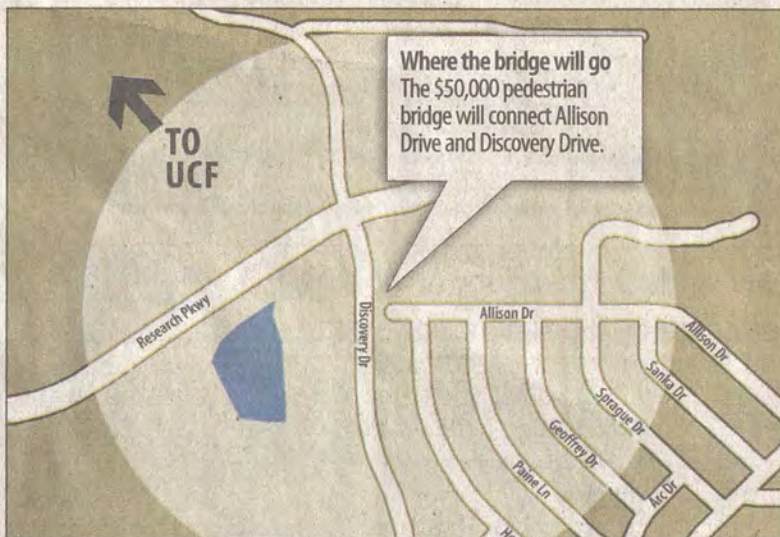 Where the bridge will go
The $50,000 pedestrian
bridge will connect Allison
Drive and Discovery Drive.
TO
UCF
Research Pkwy
Discovery Dr
Allison Dr
Allison Dr
Sanka Dr
Sprague Dr
Geoffrey Dr
Arc Dr
Paine Ln